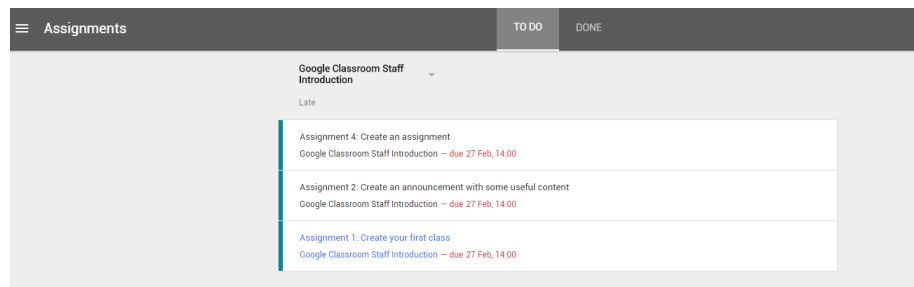 Assignments TO DO DONE
Google Classroom Staff
Introduction
Late
Assignment 4: Create an assignment
Google Classroom Staff Introduction – due 27 Feb, 14:00
Assignment 2: Create an announcement with some useful content
Google Classroom Staff Introduction – due 27 Feb, 14:00
Assignment 1: Create your first class
Google Classroom Staff Introduction – due 27 Feb, 14:00